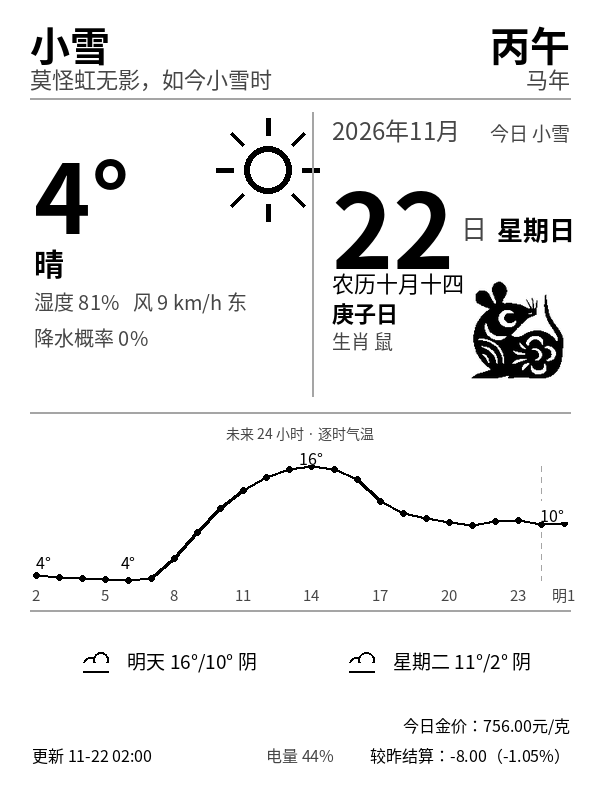 小雪
丙午
莫怪虹无影，如今小雪时
马年
2026年11月 今日 小雪
4°
22 日 星期日
晴
农历十月十四
湿度 81% 风 9 km/h 东
庚子日
降水概率 0%
生肖 鼠
未来 24 小时 · 逐时气温
16°
10°
4° 4°
2 5 8 11 14 17 20 23 明1
明天 16°/10° 阴
星期二 11°/2° 阴
今日金价：756.00元/克
更新 11-22 02:00 电量 44% 较昨结算：-8.00（-1.05%）